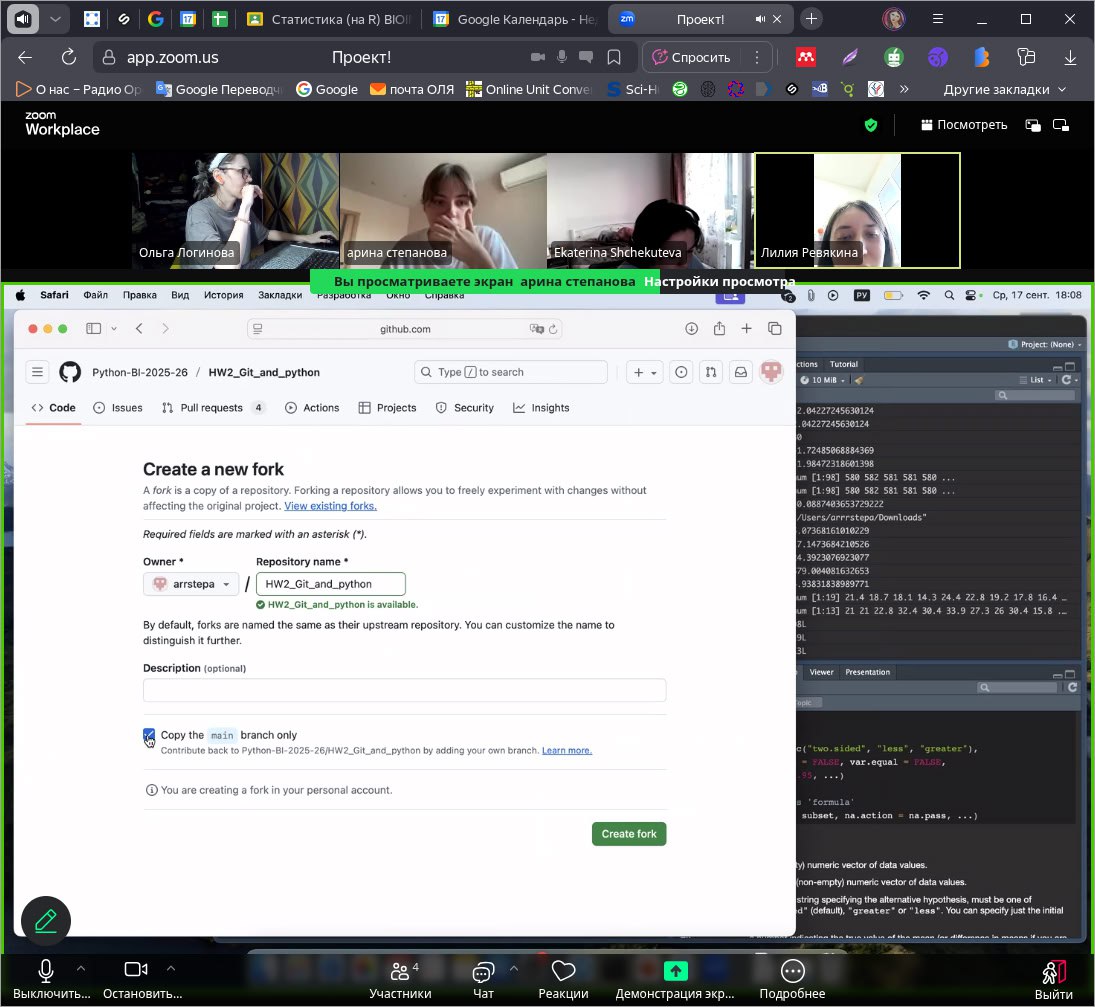 Статистика (на R) BIOI
Google Календарь - Не
Проект!
app.zoom.us
Проект!
Спросить
О нас – Радио Ор
Google Переводч
Google
почта ОЛЯ
Online Unit Conve
Sci-H
Другие закладки
zoom
Workplace
Посмотреть
Ольга Логинова
арина степанова
Ekaterina Shchekuteva
Лилия Ревякина
Вы просматриваете экран арина степанова
Настройки просмотра
Safari
Файл
Правка
Вид
История
Закладки
Разработка
Окно
Справка
РУ
Ср, 17 сент. 18:08
github.com
Project: (None)
Python-BI-2025-26 / HW2_Git_and_python
Type / to search
ctions
Tutorial
10 MiB
List
Code
Issues
Pull requests 4
Actions
Projects
Security
Insights
2.04227245630124
.04227245630124
0
1.72485068884369
1.98472318601398
um [1:98] 580 582 581 581 580 ...
um [1:98] 580 582 581 581 580 ...
0.0887403653729222
/Users/arrrstepa/Downloads"
.07368161010229
7.1473684210526
4.3923076923077
79.004081632653
.93831838989771
um [1:19] 21.4 18.7 18.1 14.3 24.4 22.8 19.2 17.8 16.4 …
um [1:13] 21 21 22.8 32.4 30.4 33.9 27.3 26 30.4 15.8 ...
8L
9L
3L
Create a new fork
A fork is a copy of a repository. Forking a repository allows you to freely experiment with changes without
affecting the original project. View existing forks.
Required fields are marked with an asterisk (*).
Owner *
Repository name *
arrstepa
/
HW2_Git_and_python
HW2_Git_and_python is available.
By default, forks are named the same as their upstream repository. You can customize the name to
distinguish it further.
Description (optional)
Copy the main branch only
Contribute back to Python-BI-2025-26/HW2_Git_and_python by adding your own branch. Learn more.
You are creating a fork in your personal account.
Create fork
Viewer
Presentation
opic
c("two.sided", "less", "greater"),
= FALSE, var.equal = FALSE,
.95, ...)
s 'formula'
subset, na.action = na.pass, ...)
ty) numeric vector of data values.
(non-empty) numeric vector of data values.
string specifying the alternative hypothesis, must be one of
d" (default), "greater" or "less". You can specify just the initial
Выключить...
Остановить...
4
Участники
Чат
Реакции
Демонстрация экр...
Подробнее
Выйти